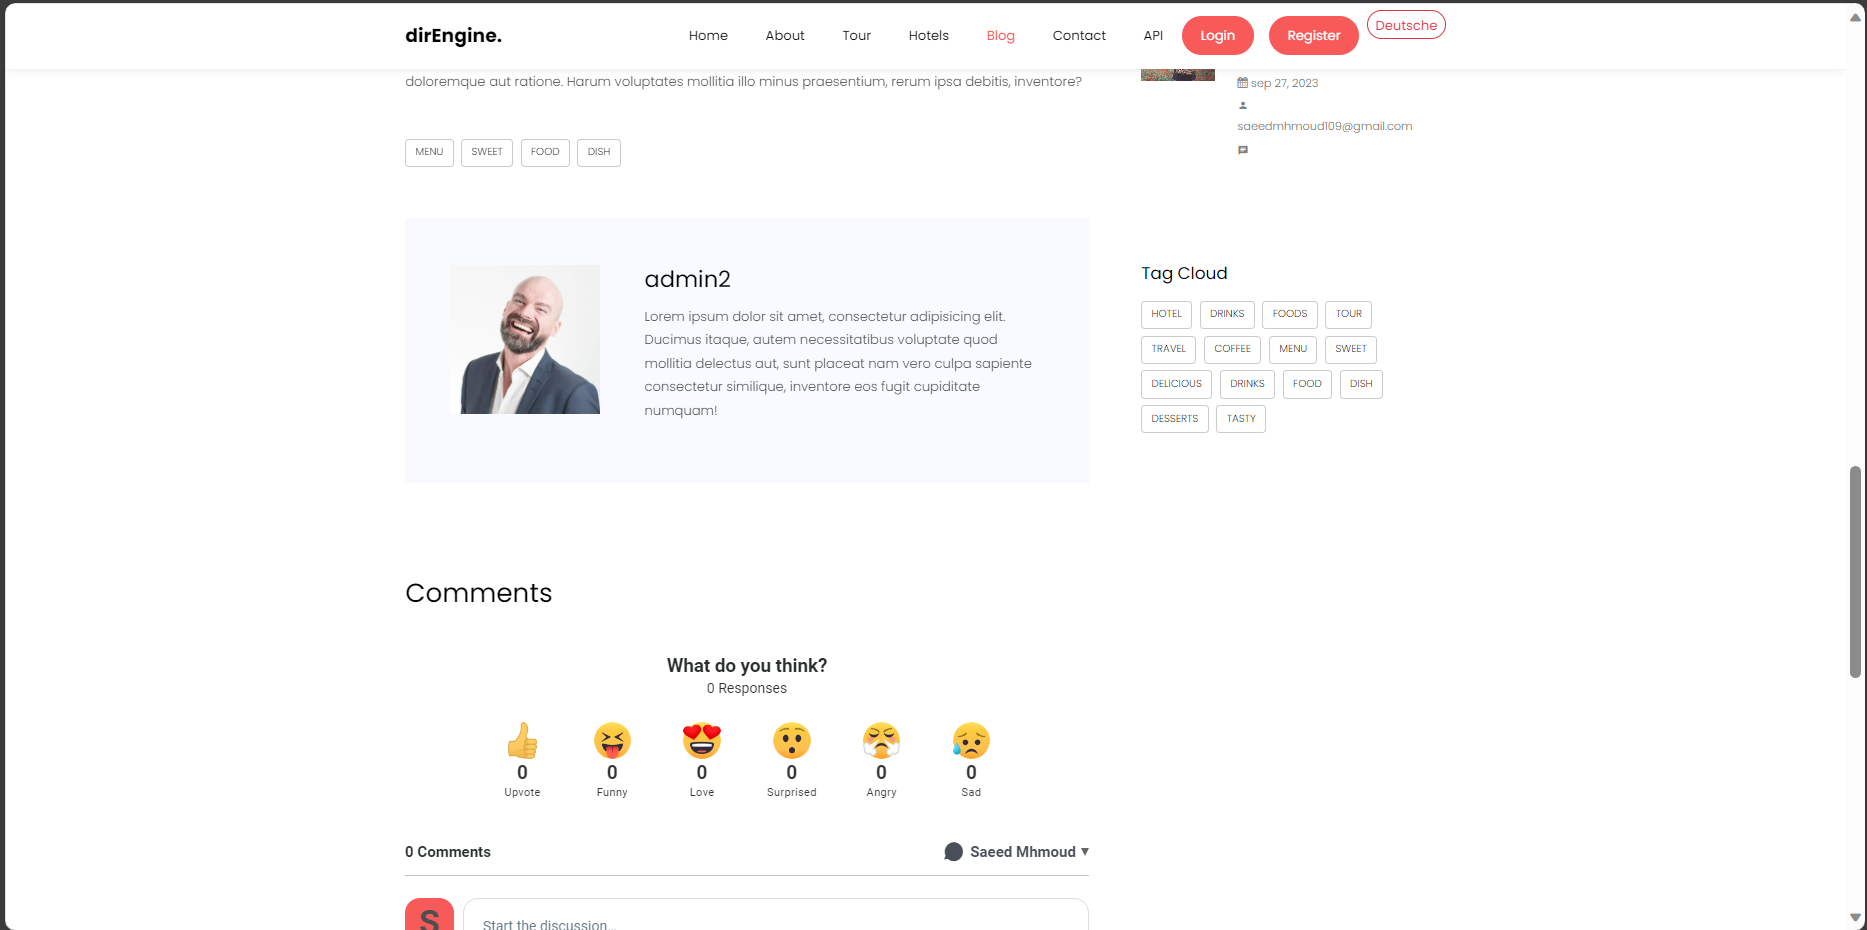 dirEngine.
Home
About
Tour
Hotels
Blog
Contact
API
Login
Register
Deutsche
doloremque aut ratione. Harum voluptates mollitia illo minus praesentium, rerum ipsa debitis, inventore?
MENU
SWEET
FOOD
DISH
admin2
Lorem ipsum dolor sit amet, consectetur adipisicing elit.
Ducimus itaque, autem necessitatibus voluptate quod
mollitia delectus aut, sunt placeat nam vero culpa sapiente
consectetur similique, inventore eos fugit cupiditate
numquam!
Comments
What do you think?
0 Responses
0
Upvote
0
Funny
0
Love
0
Surprised
0
Angry
0
Sad
0 Comments
Saeed Mhmoud
S
Start the discussion...
sep 27, 2023
saeedmhmoud109@gmail.com
Tag Cloud
HOTEL
DRINKS
FOODS
TOUR
TRAVEL
COFFEE
MENU
SWEET
DELICIOUS
DRINKS
FOOD
DISH
DESSERTS
TASTY